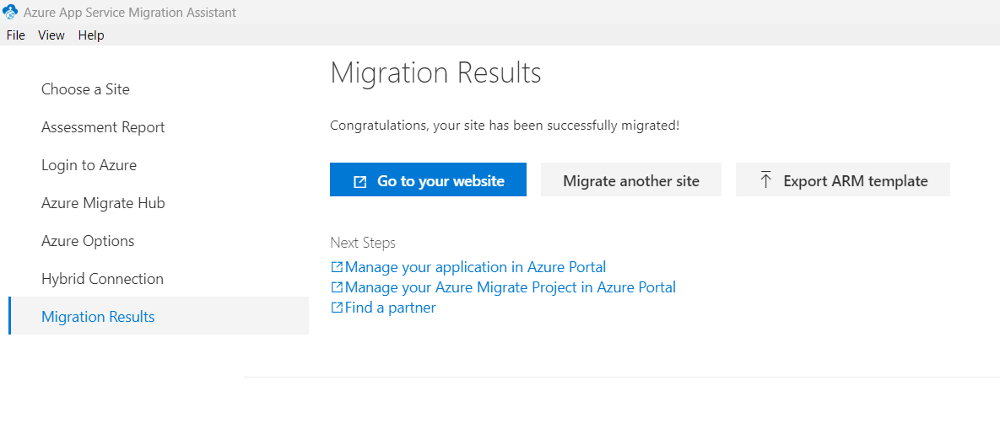 Azure App Service Migration Assistant
File View Help
Choose a Site
Assessment Report
Login to Azure
Azure Migrate Hub
Azure Options
Hybrid Connection
Migration Results
Migration Results
Congratulations, your site has been successfully migrated!
Go to your website Migrate another site Export ARM template
Next Steps
Manage your application in Azure Portal
Manage your Azure Migrate Project in Azure Portal
Find a partner